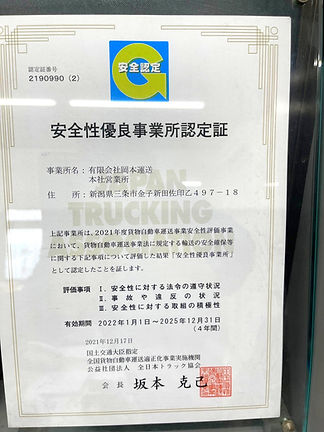 認定証番号
2190990 (2)
安全認定
G
安全性優良事業所認定証
事業所名：有限会社岡本運送
本社営業所
住　所：新潟県三条市金子新田佐印乙４９７－１８
JAPAN
TRUCKING
上記事業所は、2021年度貨物自動車運送事業安全性評価事業
において、貨物自動車運送事業法に規定する輸送の安全確保等
に関する下記事項について評価した結果「安全性優良事業所」
として認定したことを証します。
評価事項　Ⅰ．安全性に対する法令の遵守状況
Ⅱ．事故や違反の状況
Ⅲ．安全性に対する取組の積極性
有効期間　2022年1月1日～2025年12月31日
（４年間）
2021年12月17日
国土交通大臣指定
全国貨物自動車運送適正化事業実施機関
公益社団法人　全日本トラック協会
会長　坂本　克己